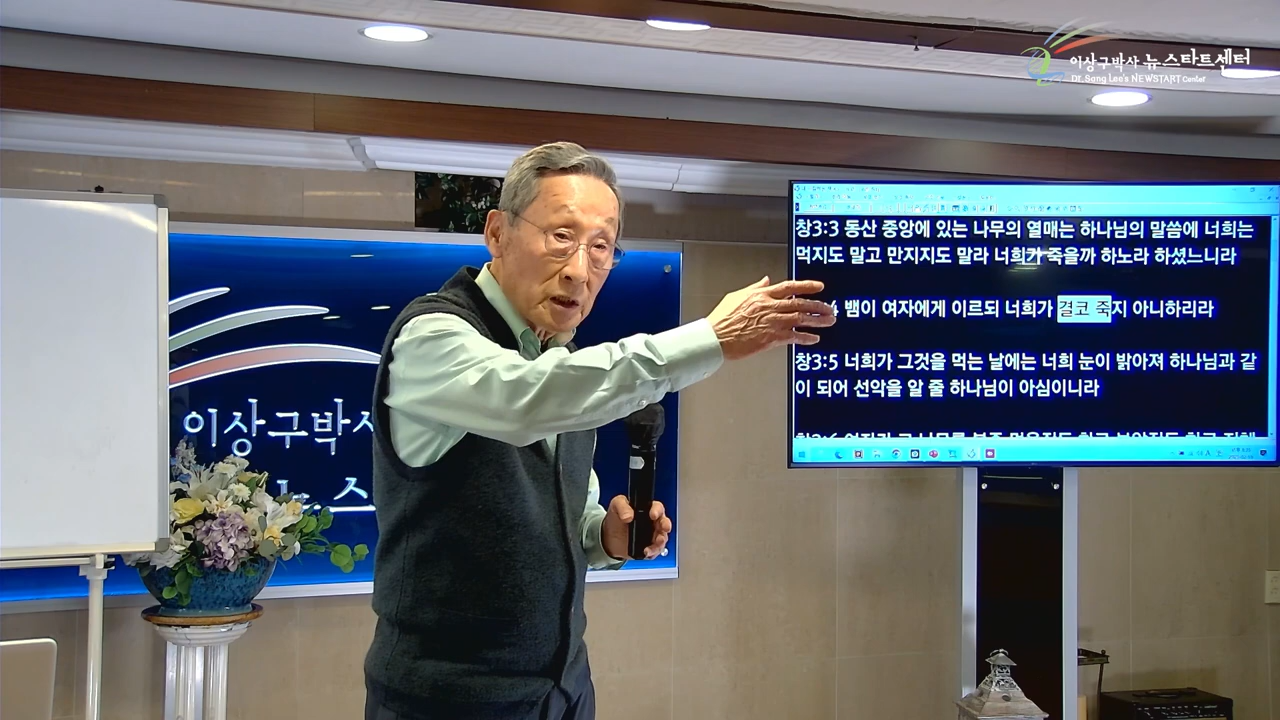 이상구박사 뉴스타트센터
Dr. Sang Lee's NEWSTART Center
창3:3 동산 중앙에 있는 나무의 열매는 하나님의 말씀에 너희는
먹지도 말고 만지지도 말라 너희가 죽을까 하노라 하셨느니라
4 뱀이 여자에게 이르되 너희가 결코 죽지 아니하리라
창3:5 너희가 그것을 먹는 날에는 너희 눈이 밝아져 하나님과 같
이 되어 선악을 알 줄 하나님이 아심이니라
이상구박사
뉴스